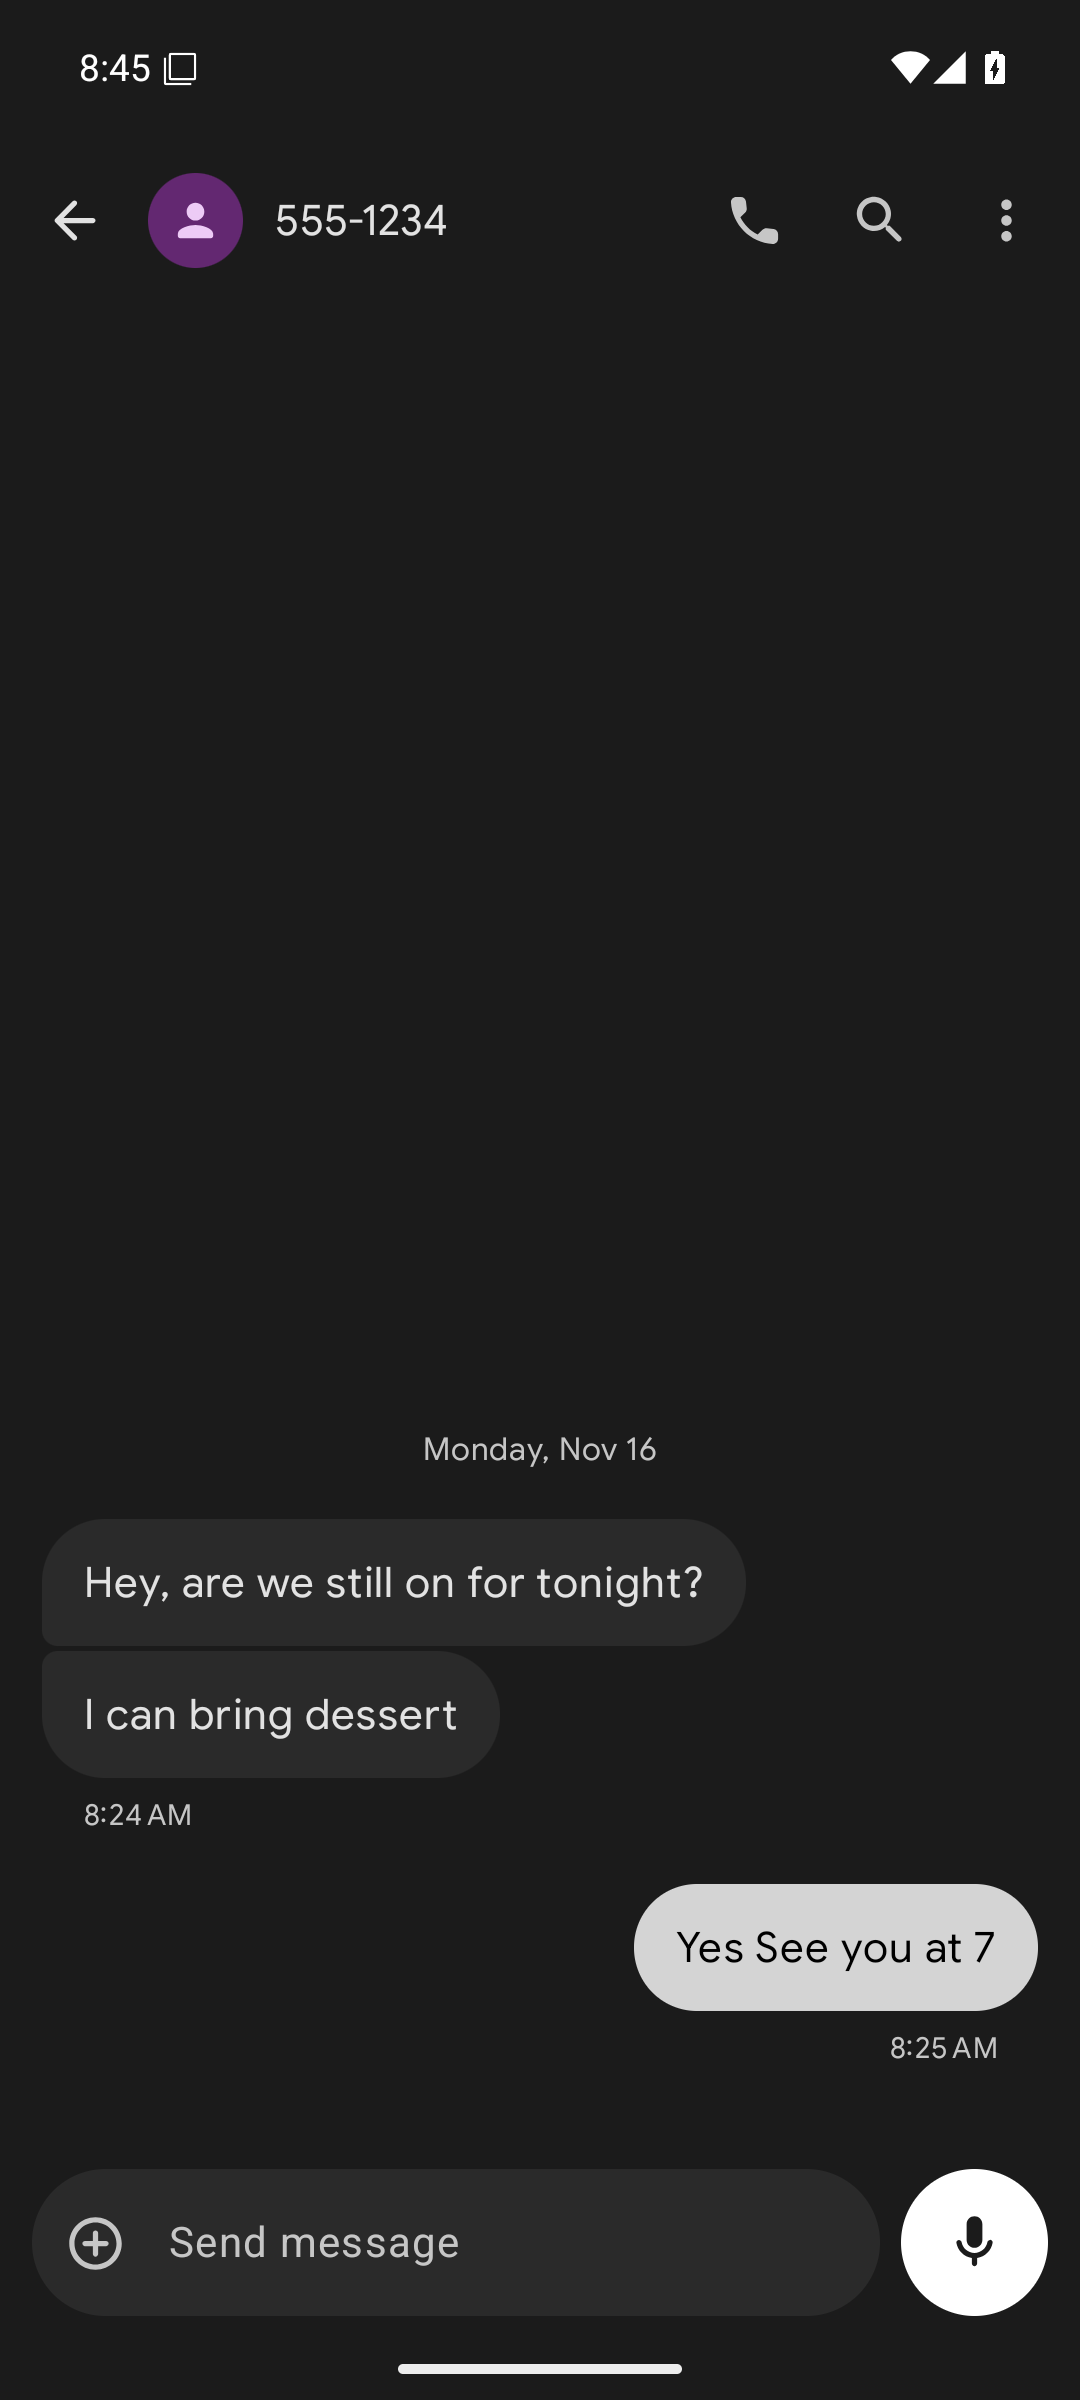 8:45
555-1234
Monday, Nov 16
Hey, are we still on for tonight?
I can bring dessert
8:24 AM
Yes See you at 7
8:25 AM
Send message